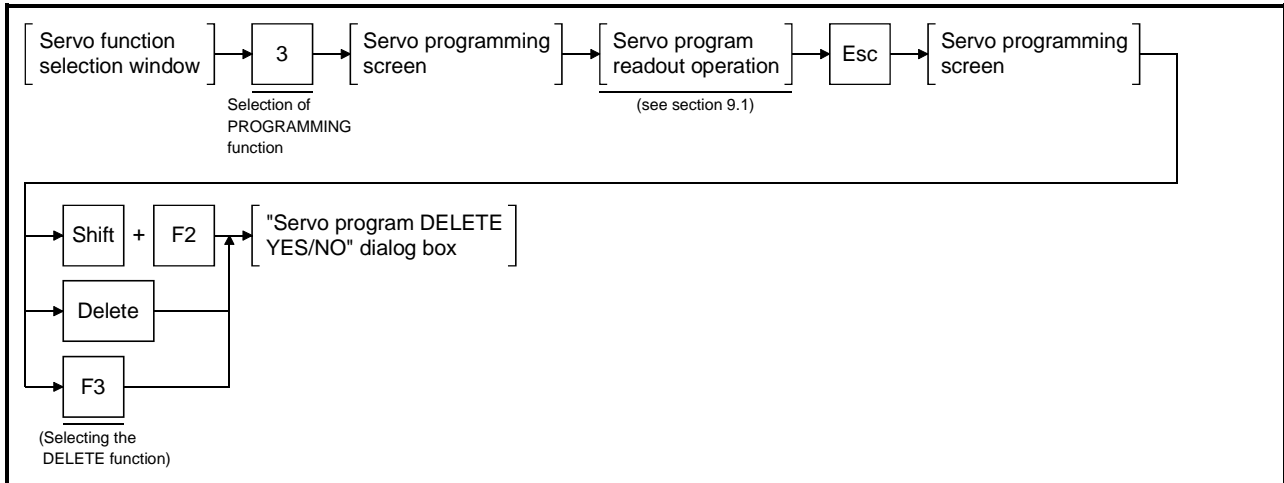 Servo function
selection window
3
Selection of
PROGRAMMING
function
Servo programming
screen
Servo program
readout operation
(see section 9.1)
Esc
Servo programming
screen
Shift + F2
"Servo program DELETE
YES/NO" dialog box
Delete
F3
(Selecting the
DELETE function)